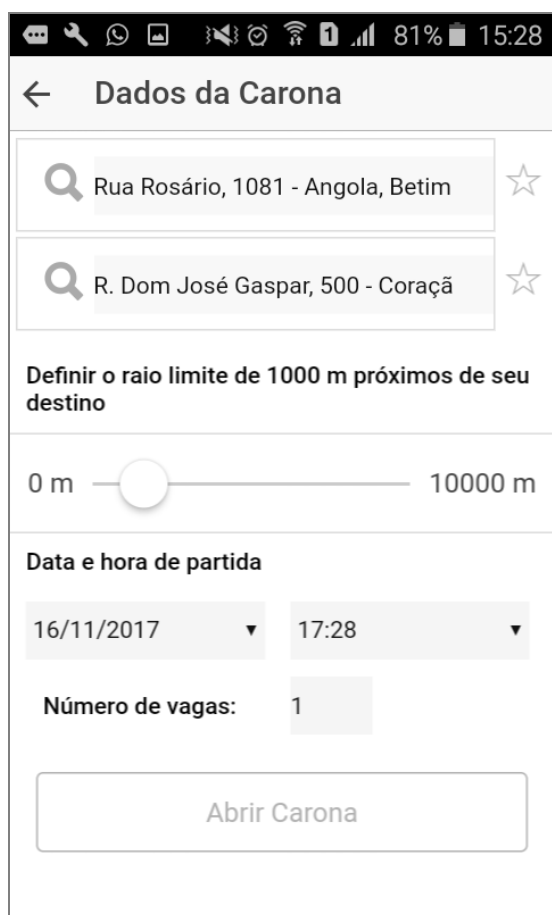 1 81% 15:28
Dados da Carona
Rua Rosário, 1081 - Angola, Betim
R. Dom José Gaspar, 500 - Coraçã
Definir o raio limite de 1000 m próximos de seu
destino
0 m 10000 m
Data e hora de partida
16/11/2017 17:28
Número de vagas: 1
Abrir Carona